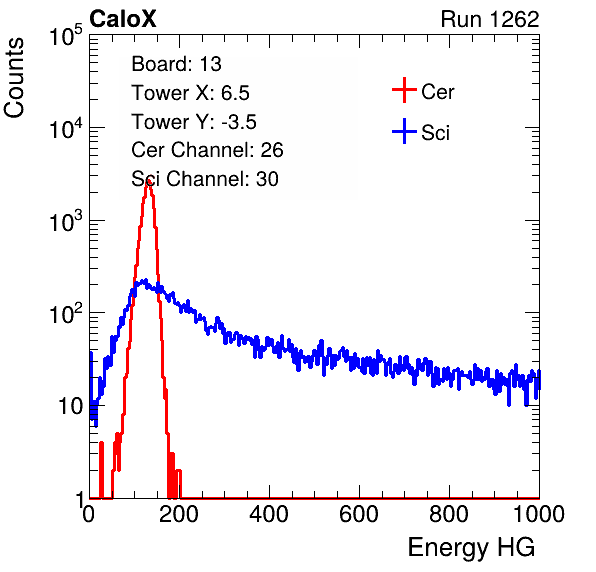 CaloX Run 1262
Counts
Board: 13
Tower X: 6.5
Tower Y: -3.5
Cer Channel: 26
Sci Channel: 30
Cer
Sci
10^5
10^4
10^3
10^2
10
1
0 200 400 600 800 1000
Energy HG